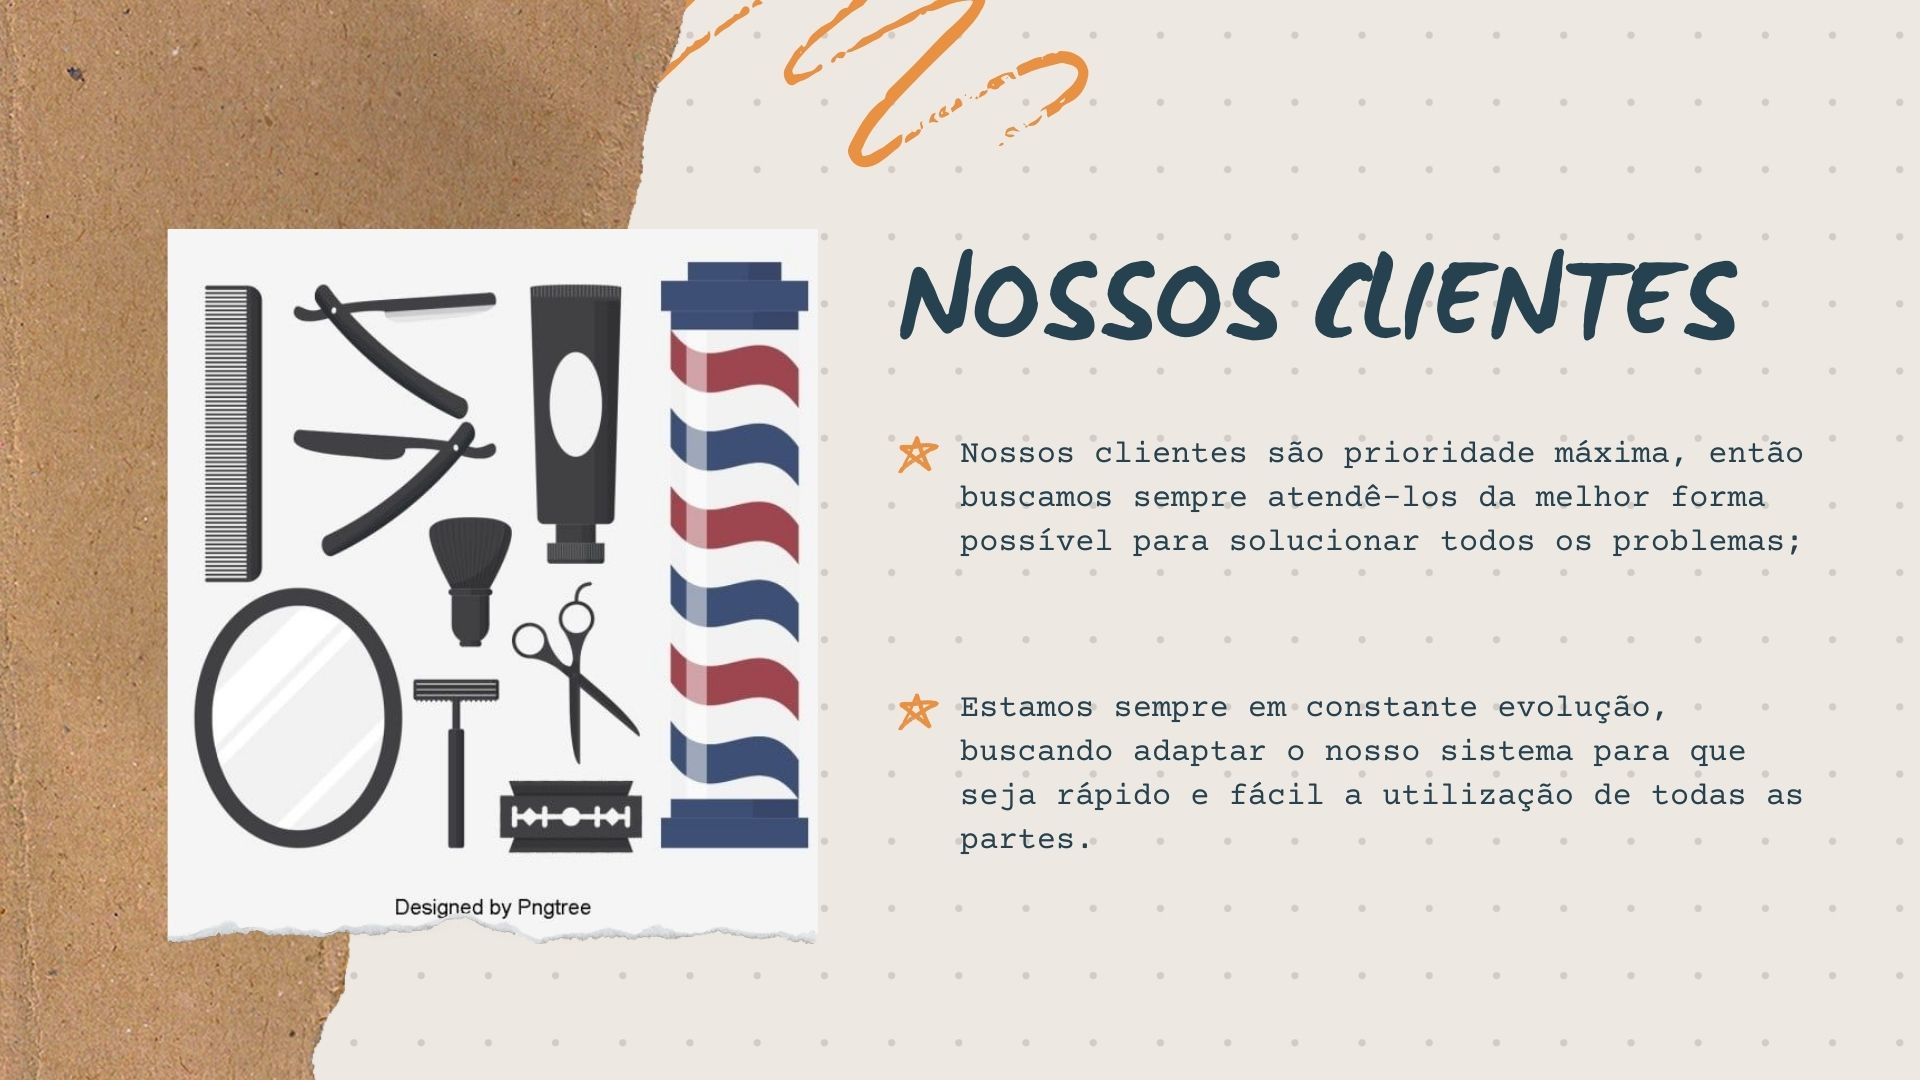 NOSSOS CLIENTES
Nossos clientes são prioridade máxima, então
buscamos sempre atendê-los da melhor forma
possível para solucionar todos os problemas;
Estamos sempre em constante evolução,
buscando adaptar o nosso sistema para que
seja rápido e fácil a utilização de todas as
partes.
Designed by Pngtree